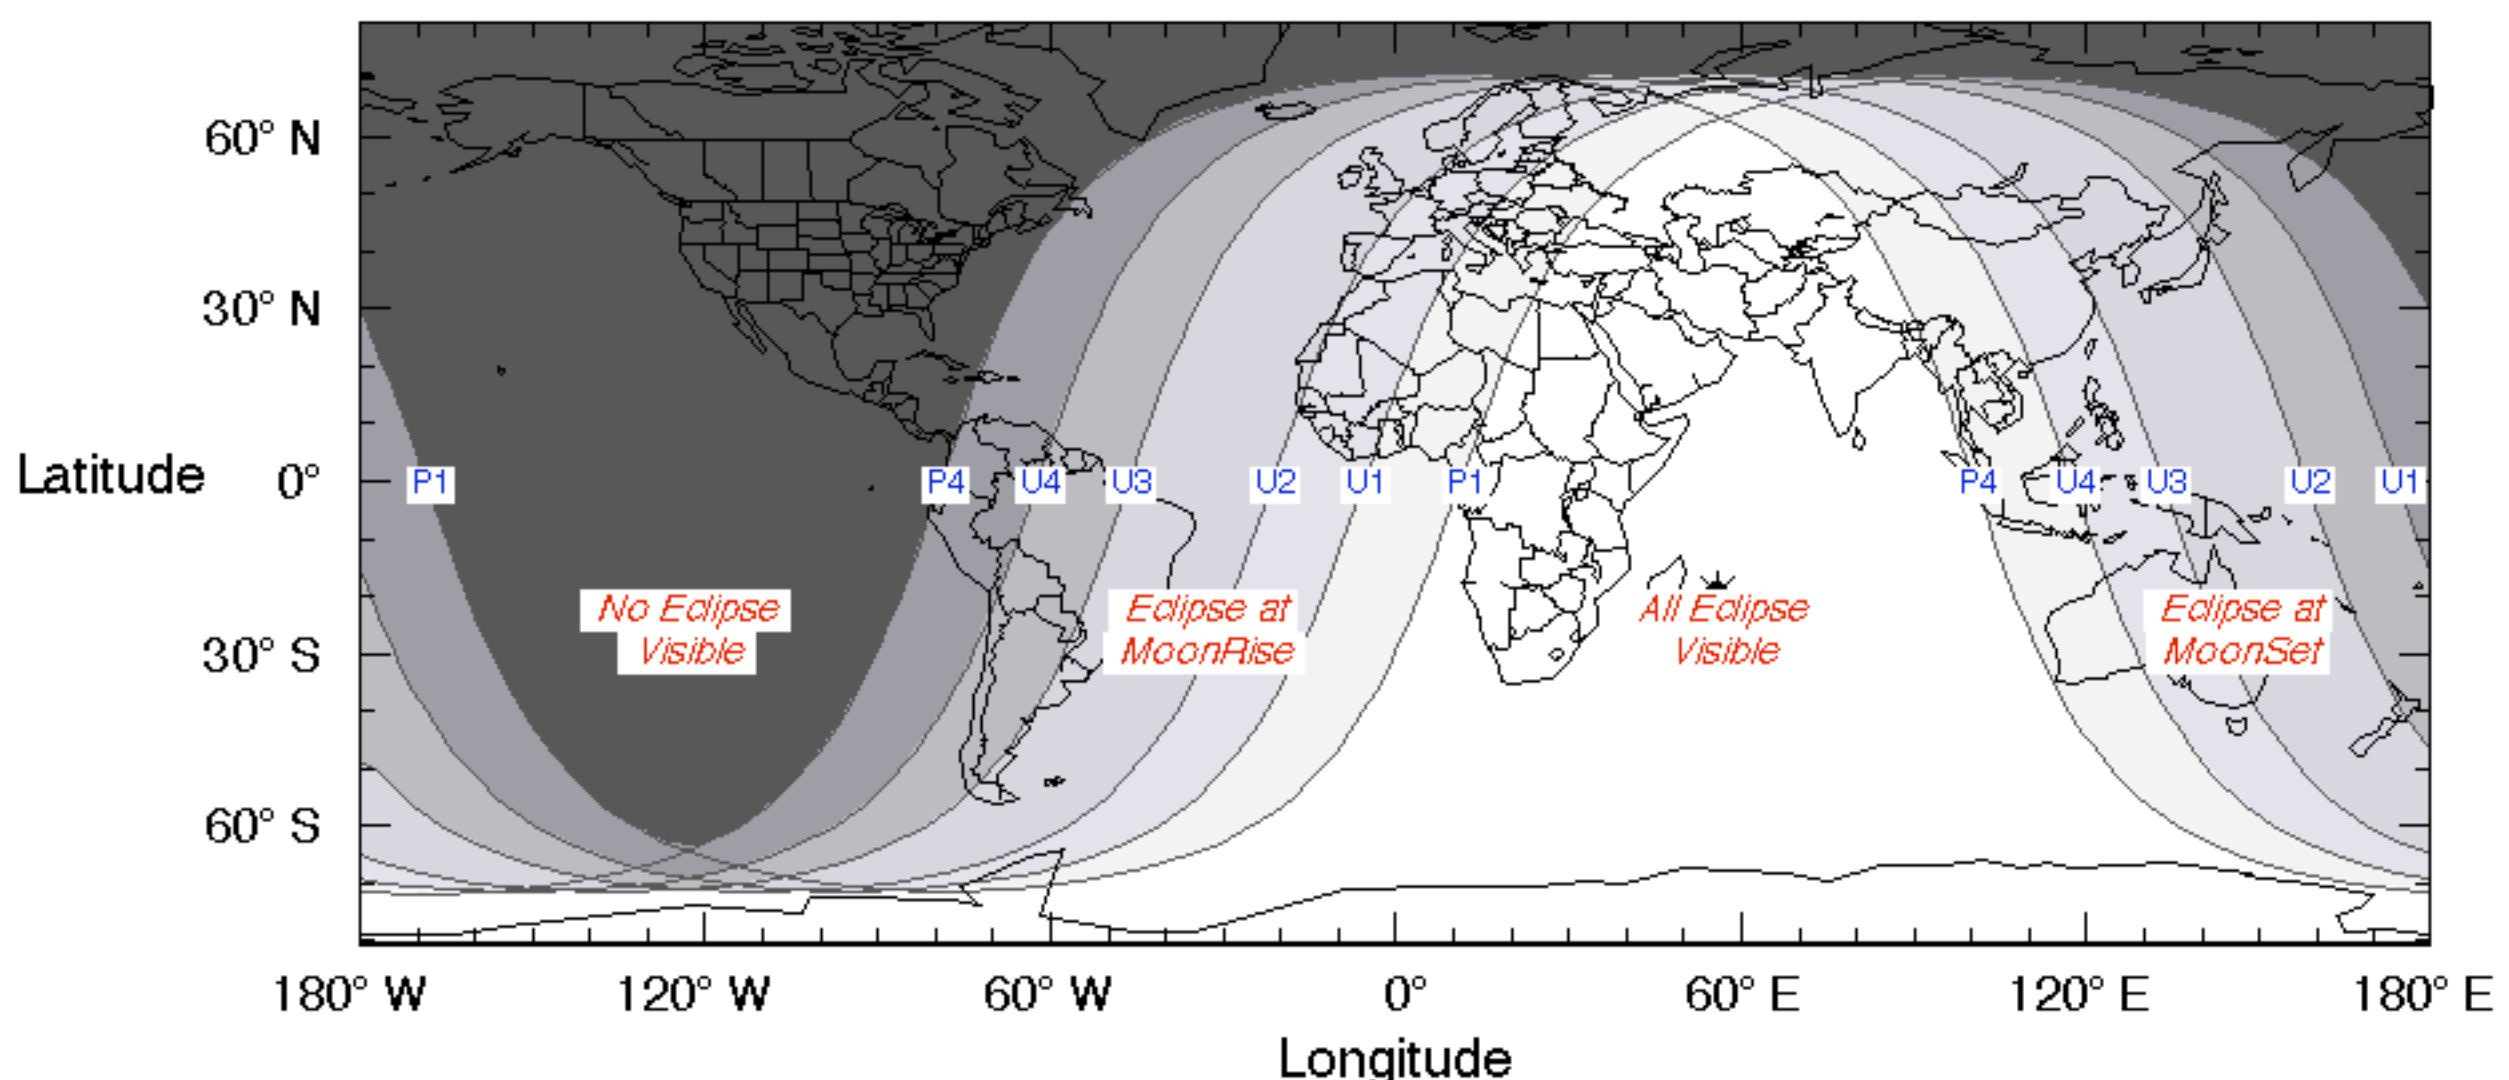 60° N
30° N
Latitude 0°
P1 P4 U4 U3 U2 U1 P1 P4 U4 U3 U2 U1
No Eclipse
Visible
Eclipse at
MoonRise
All Eclipse
Visible
Eclipse at
MoonSet
30° S
60° S
180° W 120° W 60° W 0° 60° E 120° E 180° E
Longitude